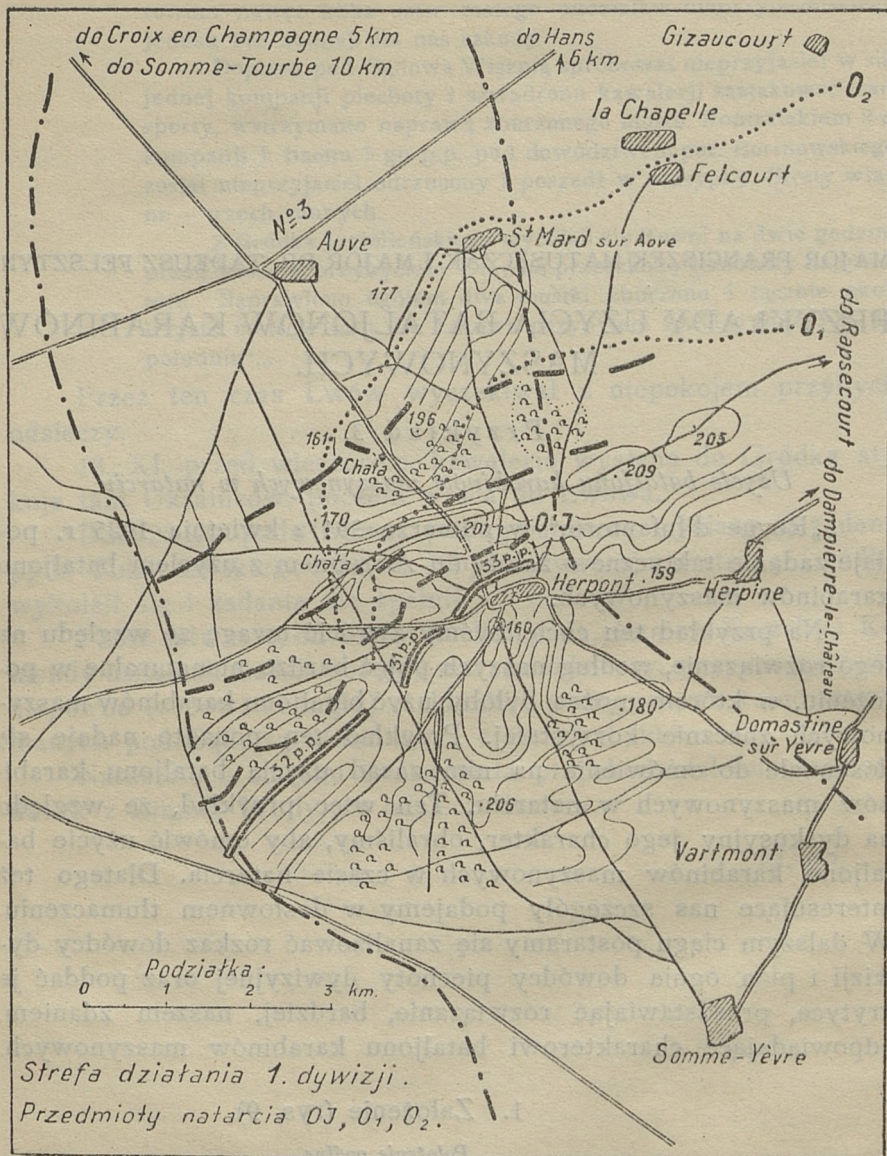 do Croix en Champagne 5 km
do Somme-Tourbe 10 km
do Hans
6 km
Gizaucourt
O₂
la Chapelle
Felcourt
Nº 3
Auve
Sᵗ Mard sur Aove
177
O₁
do Rapsecourt
do Dampierre-le-Château
161
196
Chata
205
209
170
201
O.J.
Chata
33 p.p.
Herpont
159
Herpine
160
31 p.p.
180
Domastine
sur Yèvre
32 p.p.
206
Vartmont
Podziałka:
0 1 2 3 km.
Somme-Yèvre
Strefa działania 1. dywizji.
Przedmioty natarcia OJ, O₁, O₂.